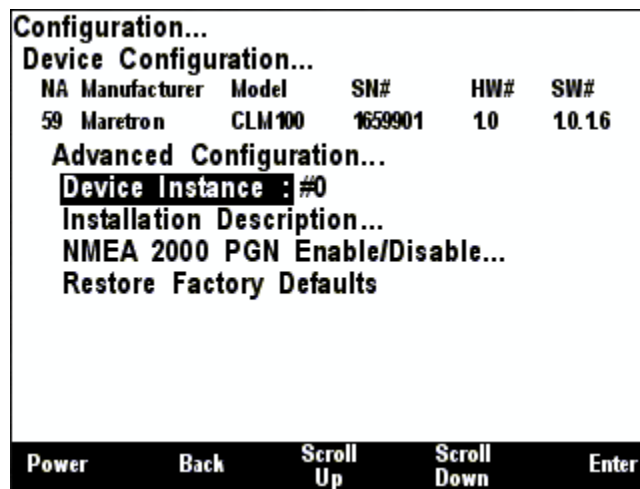 Configuration...
Device Configuration...
NA Manufacturer Model SN# HW# SW#
59 Maretron CLM100 1659901 1.0 1.0.1.6
Advanced Configuration...
Device Instance : #0
Installation Description...
NMEA 2000 PGN Enable/Disable...
Restore Factory Defaults
Power Back Scroll Up Scroll Down Enter